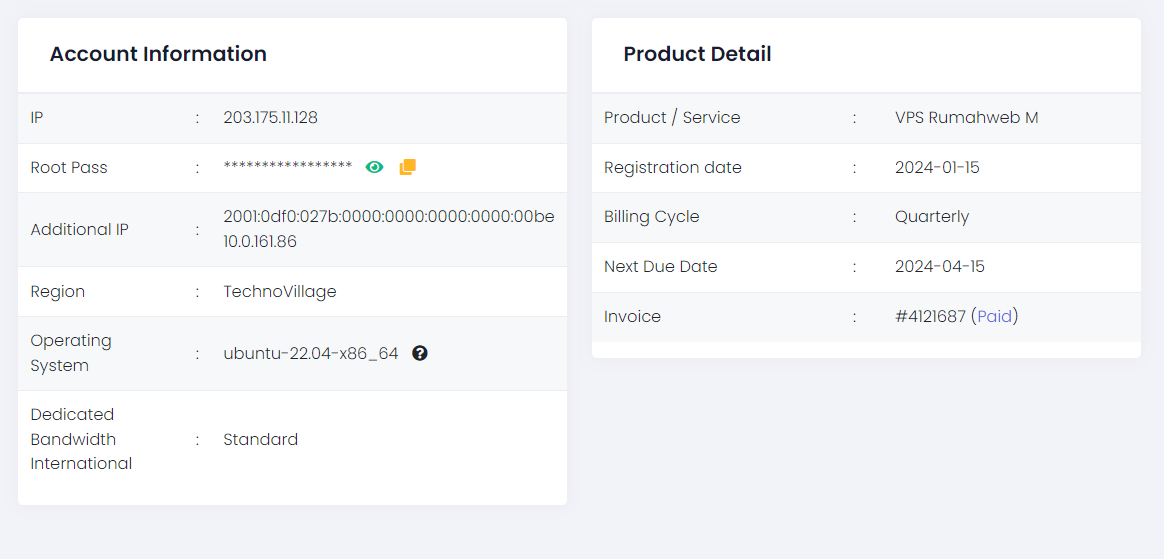 Account Information
IP : 203.175.11.128
Root Pass : *****************
Additional IP : 2001:0df0:027b:0000:0000:0000:0000:00be
10.0.161.86
Region : TechnoVillage
Operating
System : ubuntu-22.04-x86_64
Dedicated
Bandwidth : Standard
International
Product Detail
Product / Service : VPS Rumahweb M
Registration date : 2024-01-15
Billing Cycle : Quarterly
Next Due Date : 2024-04-15
Invoice : #4121687 (Paid)